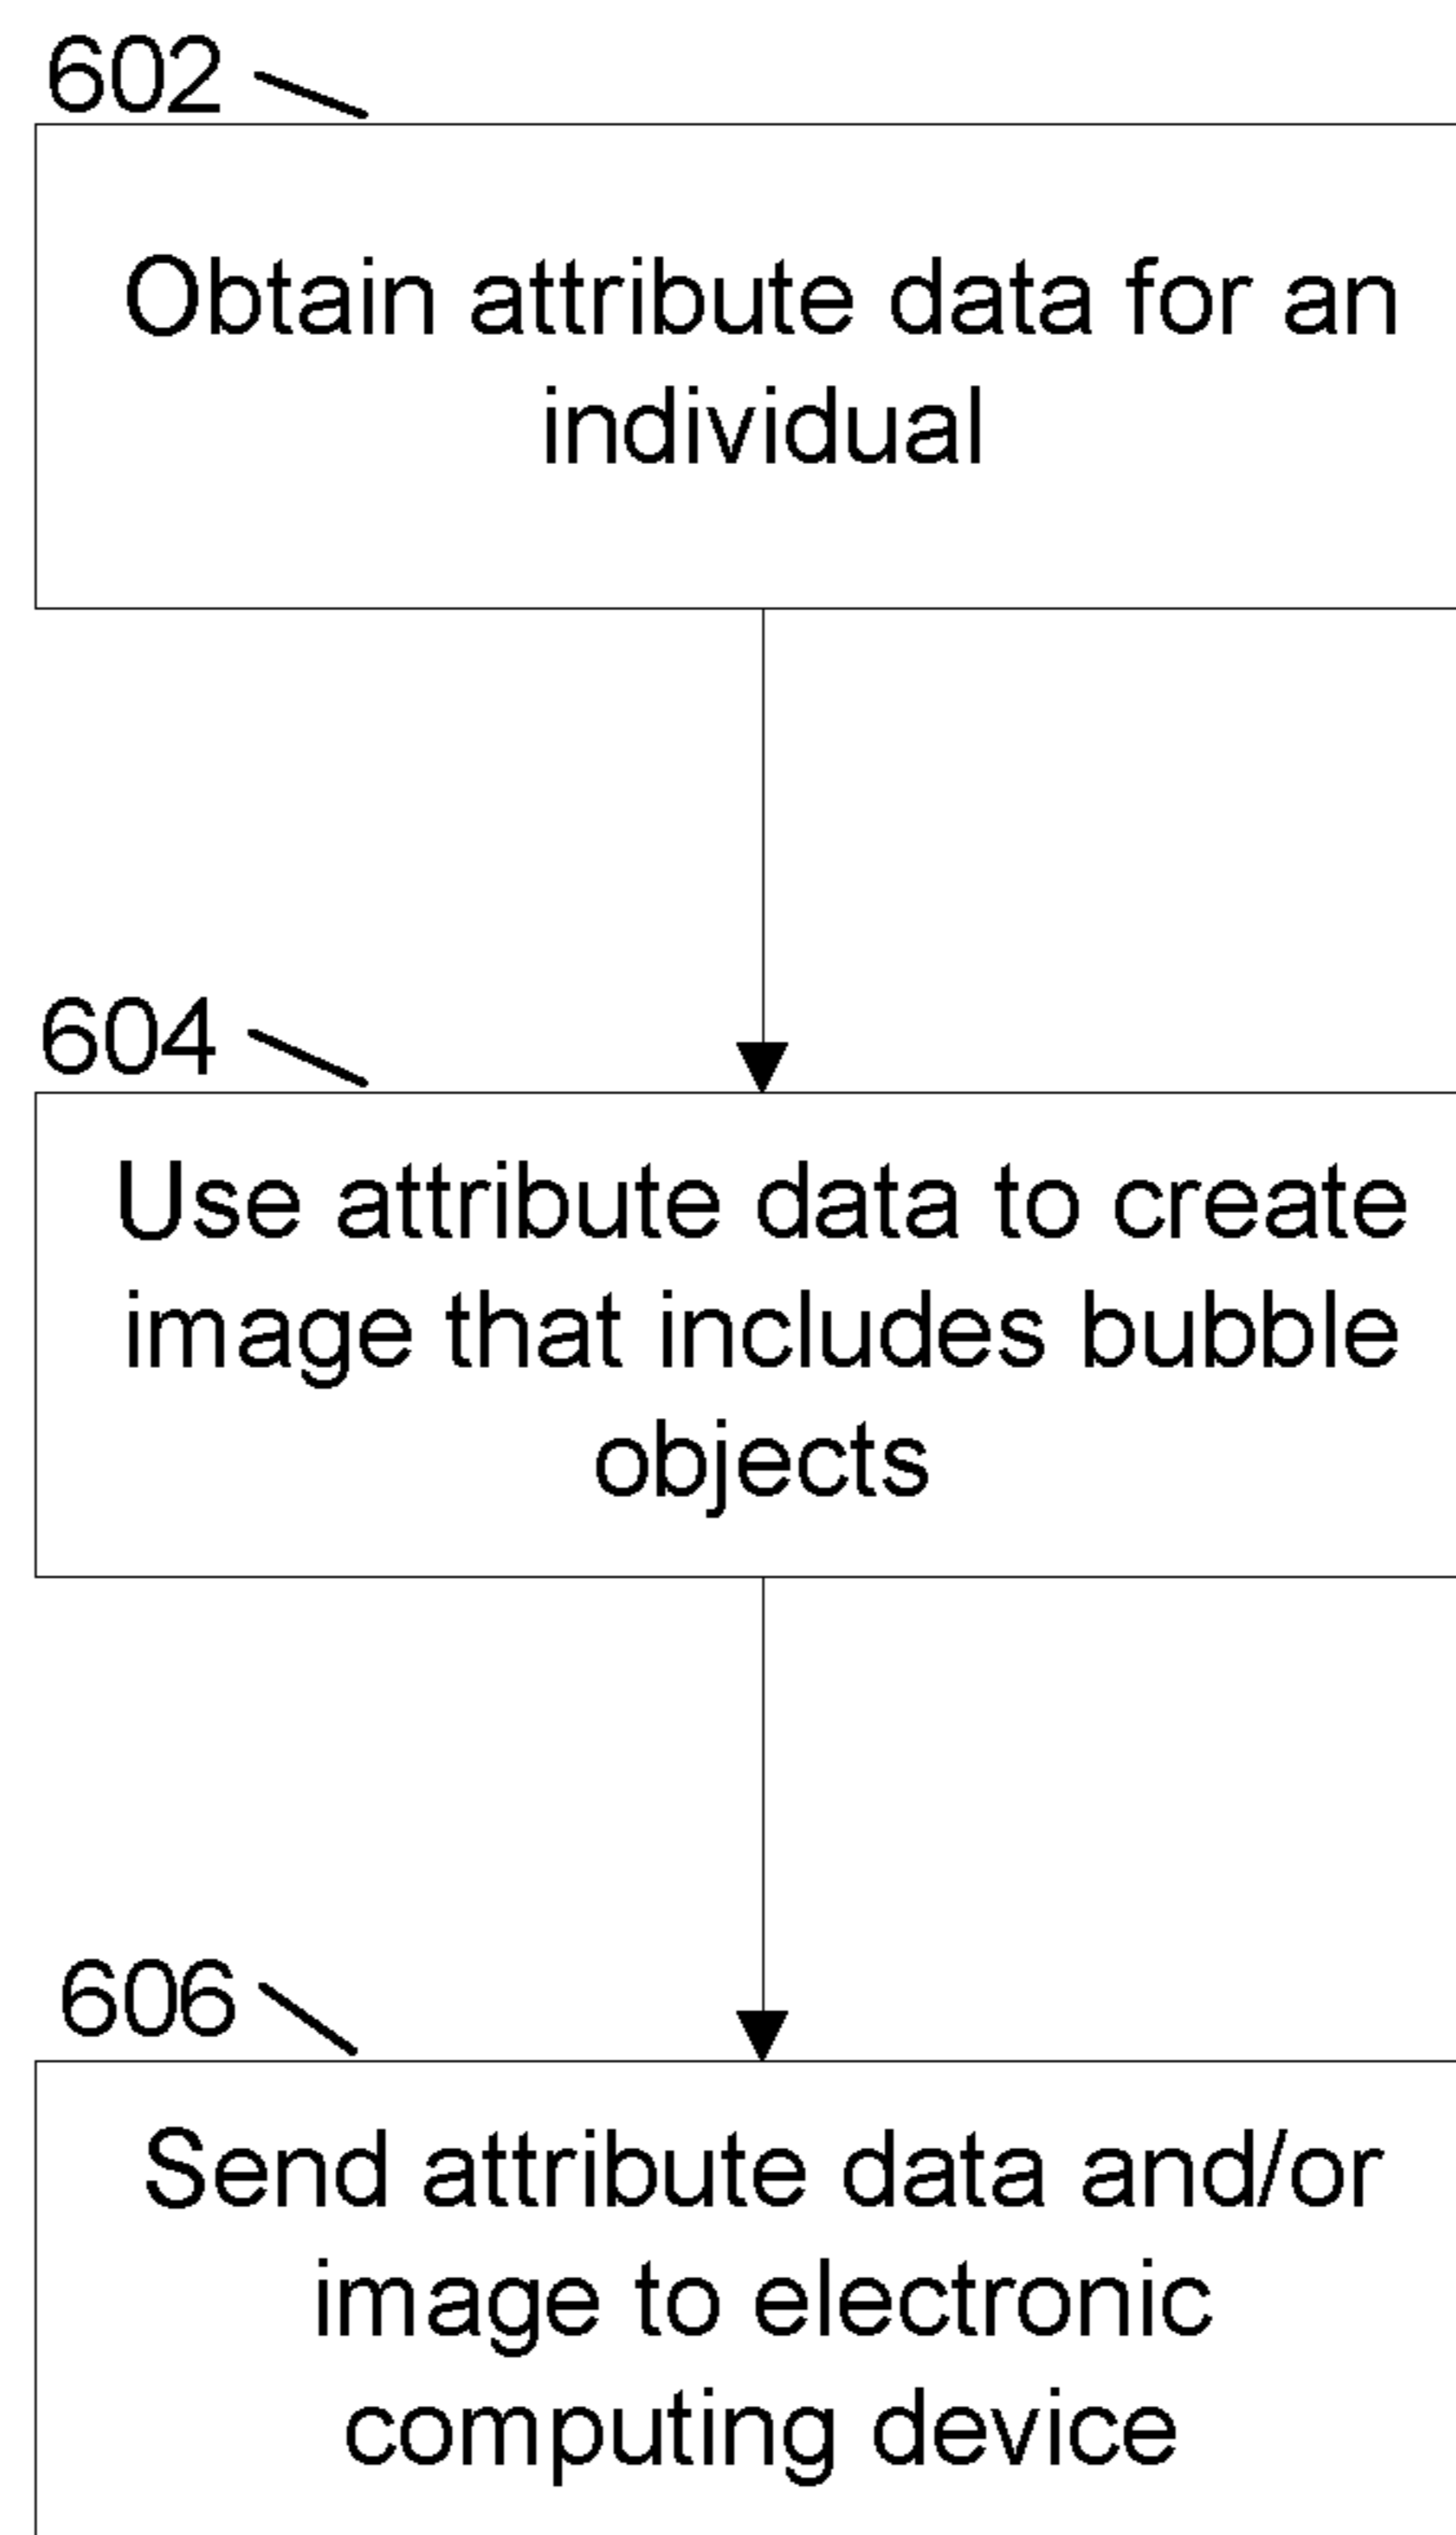 602
Obtain attribute data for an
individual
604
Use attribute data to create
image that includes bubble
objects
606
Send attribute data and/or
image to electronic
computing device